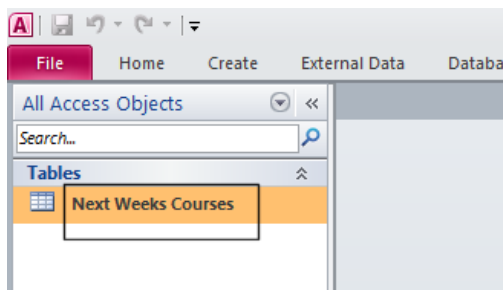 A
File Home Create External Data Databa
All Access Objects
Search...
Tables
Next Weeks Courses